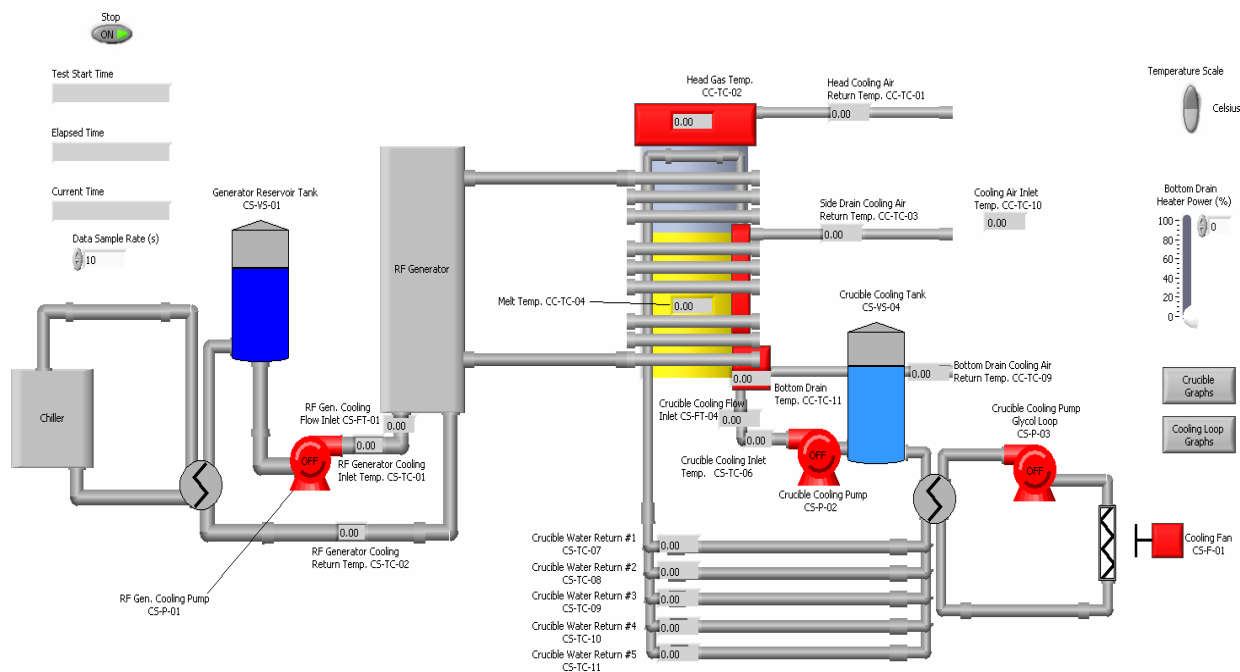 Stop
ON
Test Start Time
Elapsed Time
Current Time
Data Sample Rate (s)
10
Generator Reservoir Tank
CS-VS-01
Chiller
RF Generator
RF Gen. Cooling
Flow Inlet CS-FT-01
0.00
0.00
OFF
RF Generator Cooling
Inlet Temp. CS-TC-01
0.00
RF Generator Cooling
Return Temp. CS-TC-02
RF Gen. Cooling Pump
CS-P-01
Head Gas Temp.
CC-TC-02
0.00
Head Cooling Air
Return Temp. CC-TC-01
0.00
Side Drain Cooling Air
Return Temp. CC-TC-03
0.00
Cooling Air Inlet
Temp. CC-TC-10
0.00
Melt Temp. CC-TC-04
0.00
Crucible Cooling Tank
CS-VS-04
0.00
Bottom Drain
Temp. CC-TC-11
0.00
Bottom Drain Cooling Air
Return Temp. CC-TC-09
Crucible Cooling Flow
Inlet CS-FT-04
0.00
0.00
Crucible Cooling Inlet
Temp. CS-TC-06
OFF
Crucible Cooling Pump
CS-P-02
Crucible Cooling Pump
Glycol Loop
CS-P-03
OFF
Cooling Fan
CS-F-01
Crucible Water Return #1
CS-TC-07
0.00
Crucible Water Return #2
CS-TC-08
0.00
Crucible Water Return #3
CS-TC-09
0.00
Crucible Water Return #4
CS-TC-10
0.00
Crucible Water Return #5
CS-TC-11
0.00
Temperature Scale
Celsius
Bottom Drain
Heater Power (%)
100
80
60
40
20
0
0
Crucible
Graphs
Cooling Loop
Graphs